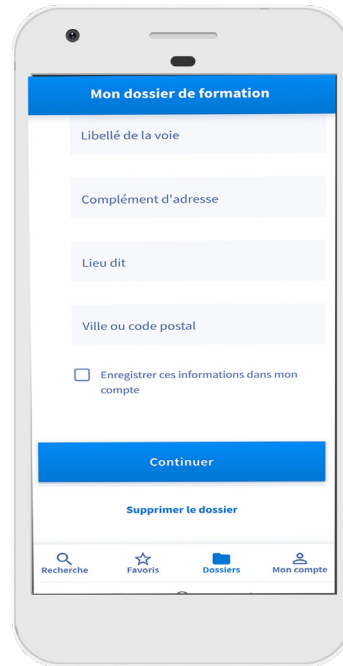 Mon dossier de formation
Libellé de la voie
Complément d'adresse
Lieu dit
Ville ou code postal
Enregistrer ces informations dans mon
compte
Continuer
Supprimer le dossier
Recherche Favoris Dossiers Mon compte